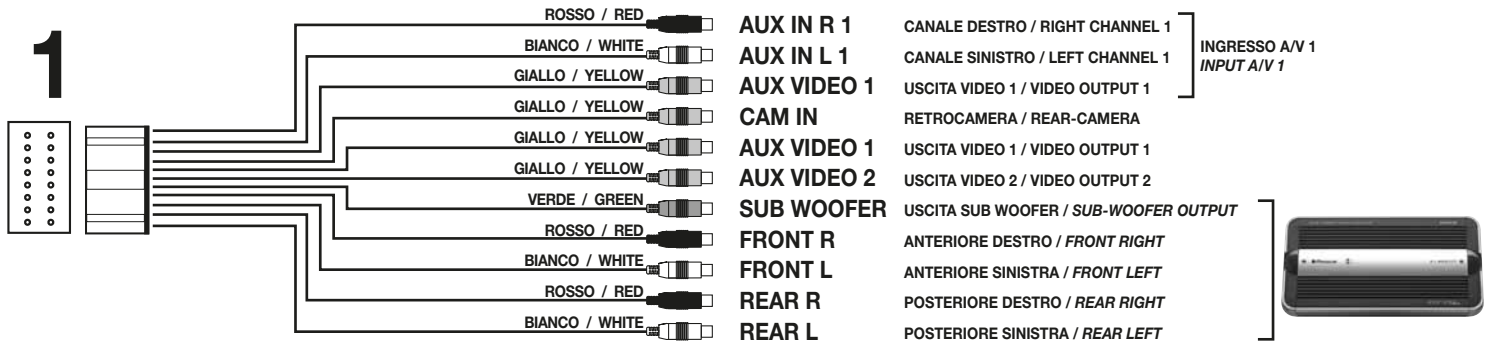 1
ROSSO / RED AUX IN R 1 CANALE DESTRO / RIGHT CHANNEL 1
BIANCO / WHITE AUX IN L 1 CANALE SINISTRO / LEFT CHANNEL 1
INGRESSO A/V 1
INPUT A/V 1
GIALLO / YELLOW AUX VIDEO 1 USCITA VIDEO 1 / VIDEO OUTPUT 1
GIALLO / YELLOW CAM IN RETROCAMERA / REAR-CAMERA
GIALLO / YELLOW AUX VIDEO 1 USCITA VIDEO 1 / VIDEO OUTPUT 1
GIALLO / YELLOW AUX VIDEO 2 USCITA VIDEO 2 / VIDEO OUTPUT 2
VERDE / GREEN SUB WOOFER USCITA SUB WOOFER / SUB-WOOFER OUTPUT
ROSSO / RED FRONT R ANTERIORE DESTRO / FRONT RIGHT
BIANCO / WHITE FRONT L ANTERIORE SINISTRA / FRONT LEFT
ROSSO / RED REAR R POSTERIORE DESTRO / REAR RIGHT
BIANCO / WHITE REAR L POSTERIORE SINISTRA / REAR LEFT